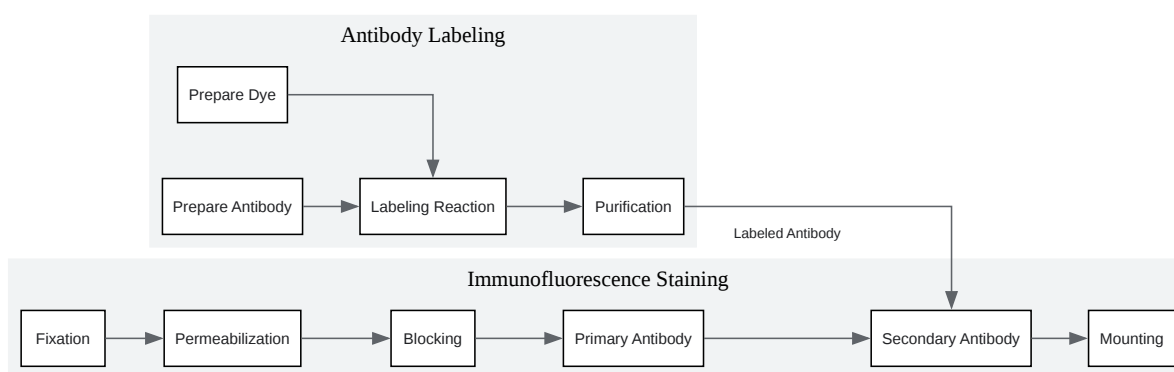 Antibody Labeling
Prepare Dye
Prepare Antibody
Labeling Reaction
Purification
Labeled Antibody
Immunofluorescence Staining
Fixation
Permeabilization
Blocking
Primary Antibody
Secondary Antibody
Mounting